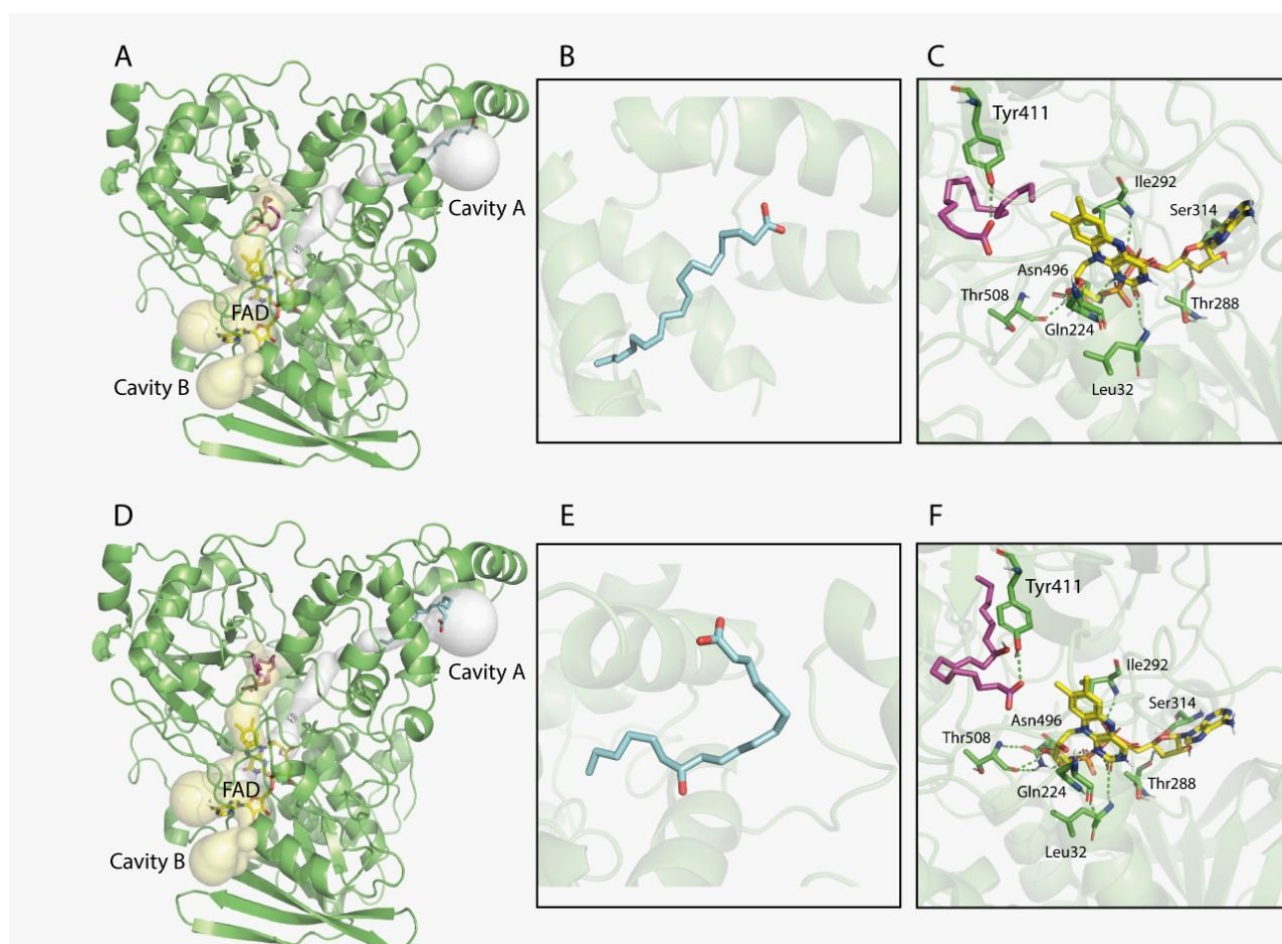 A
B
C
Cavity A
FAD
Cavity B
Tyr411
Ile292
Ser314
Asn496
Thr508
Gln224
Thr288
Leu32
D
E
F
Cavity A
FAD
Cavity B
Tyr411
Ile292
Ser314
Asn496
Thr508
Gln224
Thr288
Leu32